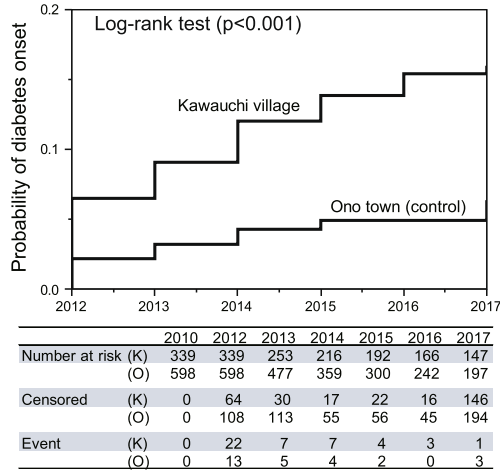 Log-rank test (p<0.001)
Probability of diabetes onset
0.2
0.1
0.0
Kawauchi village
Ono town (control)
2012 2013 2014 2015 2016 2017
2010 2012 2013 2014 2015 2016 2017
Number at risk (K) 339 339 253 216 192 166 147
(O) 598 598 477 359 300 242 197
Censored (K) 0 64 30 17 22 16 146
(O) 0 108 113 55 56 45 194
Event (K) 0 22 7 7 4 3 1
(O) 0 13 5 4 2 0 3